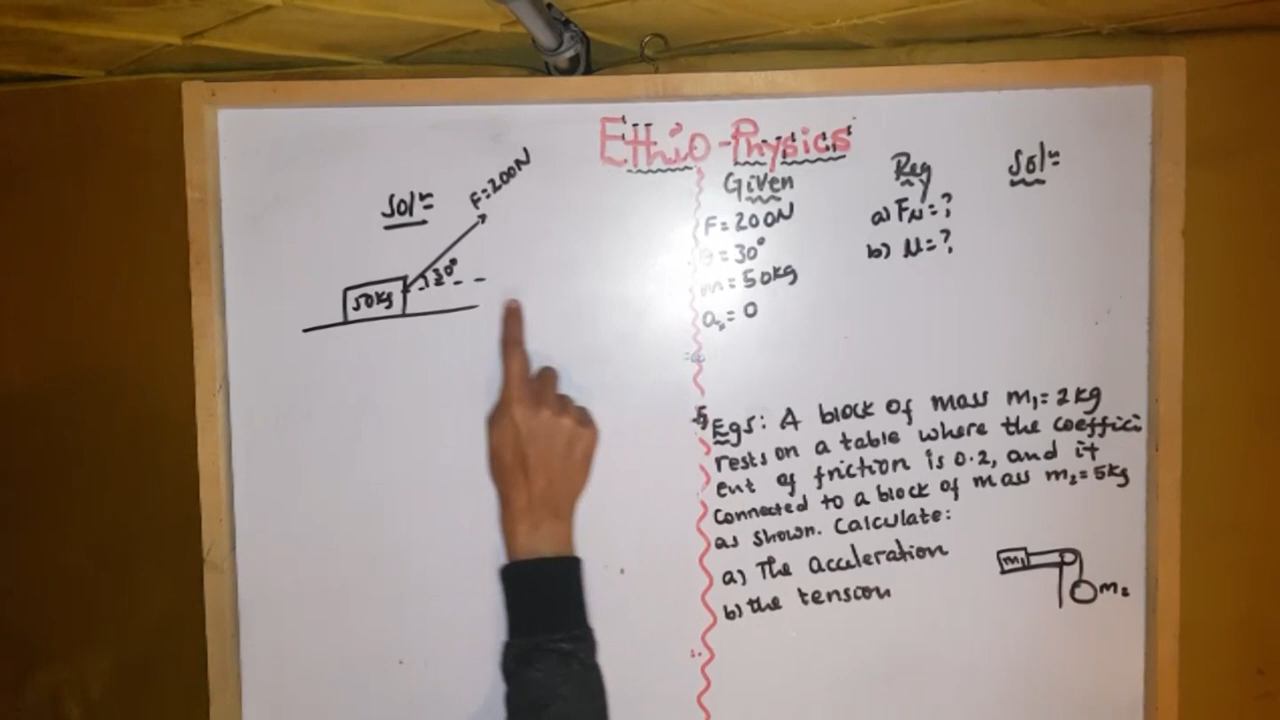 Ethio-Physics
Sol=
F=200N
30°
50kg
Given
F=200N
θ=30°
m=50kg
a=0
Req
a) FN=?
b) μ=?
Sol=
Eg5: A block of mass m₁=2kg
rests on a table where the coeffici
ent of friction is 0.2, and it
connected to a block of mass m₂=5kg
as shown. Calculate:
a) The acceleration
b) the tension
m₁
m₂